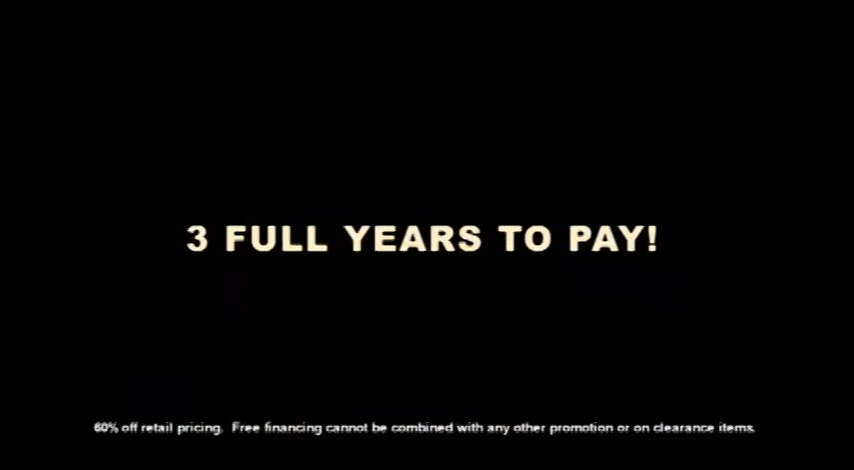 3 FULL YEARS TO PAY!
60% off retail pricing. Free financing cannot be combined with any other promotion or on clearance items.